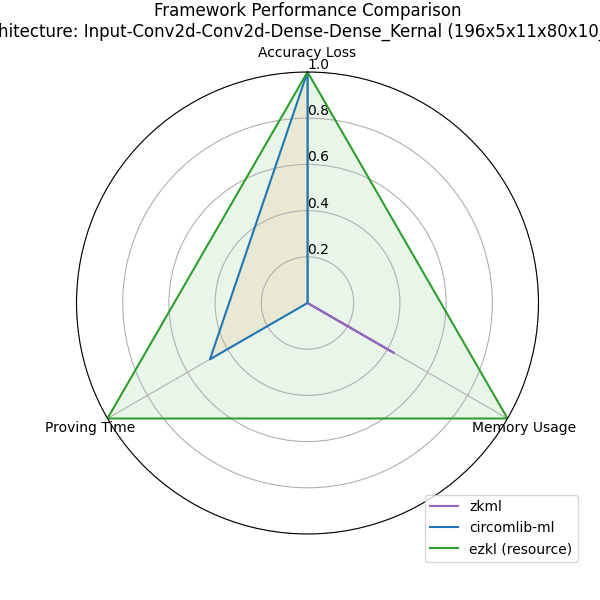 Framework Performance Comparison
hitecture: Input-Conv2d-Conv2d-Dense-Dense_Kernal (196x5x11x80x10_
Accuracy Loss
1.0
0.8
0.6
0.4
0.2
Proving Time
Memory Usage
zkml
circomlib-ml
ezkl (resource)